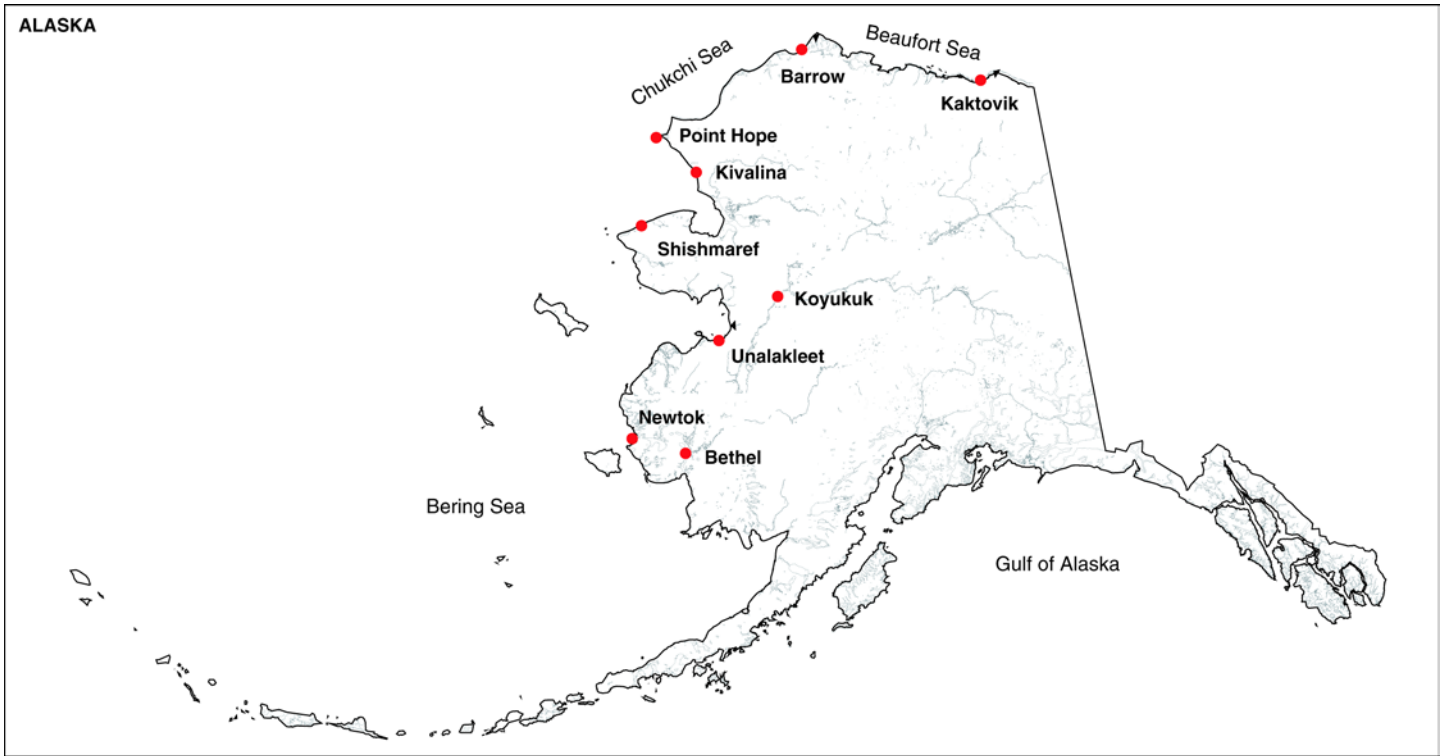 ALASKA
Chukchi Sea
Beaufort Sea
Barrow
Kaktovik
Point Hope
Kivalina
Shishmaref
Koyukuk
Unalakleet
Newtok
Bethel
Bering Sea
Gulf of Alaska